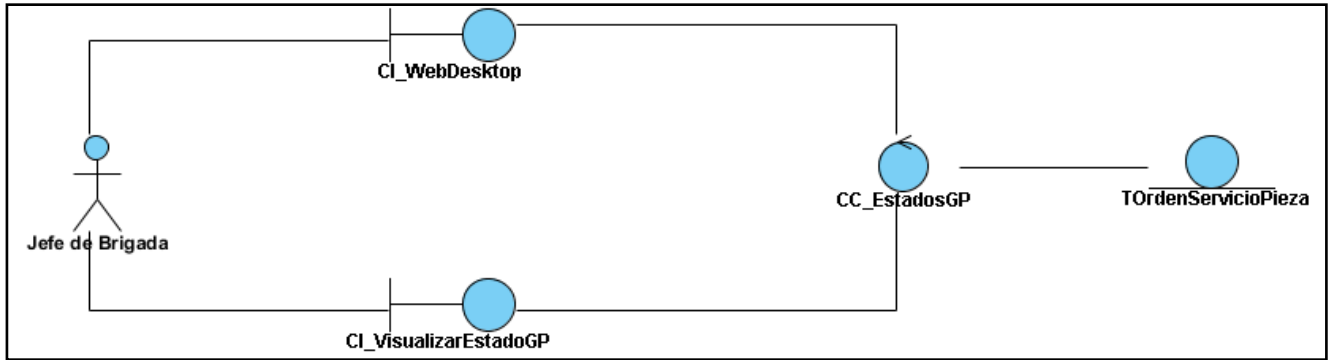 CI_WebDesktop
Jefe de Brigada
CC_EstadosGP
TOrdenServicioPieza
CI_VisualizarEstadoGP